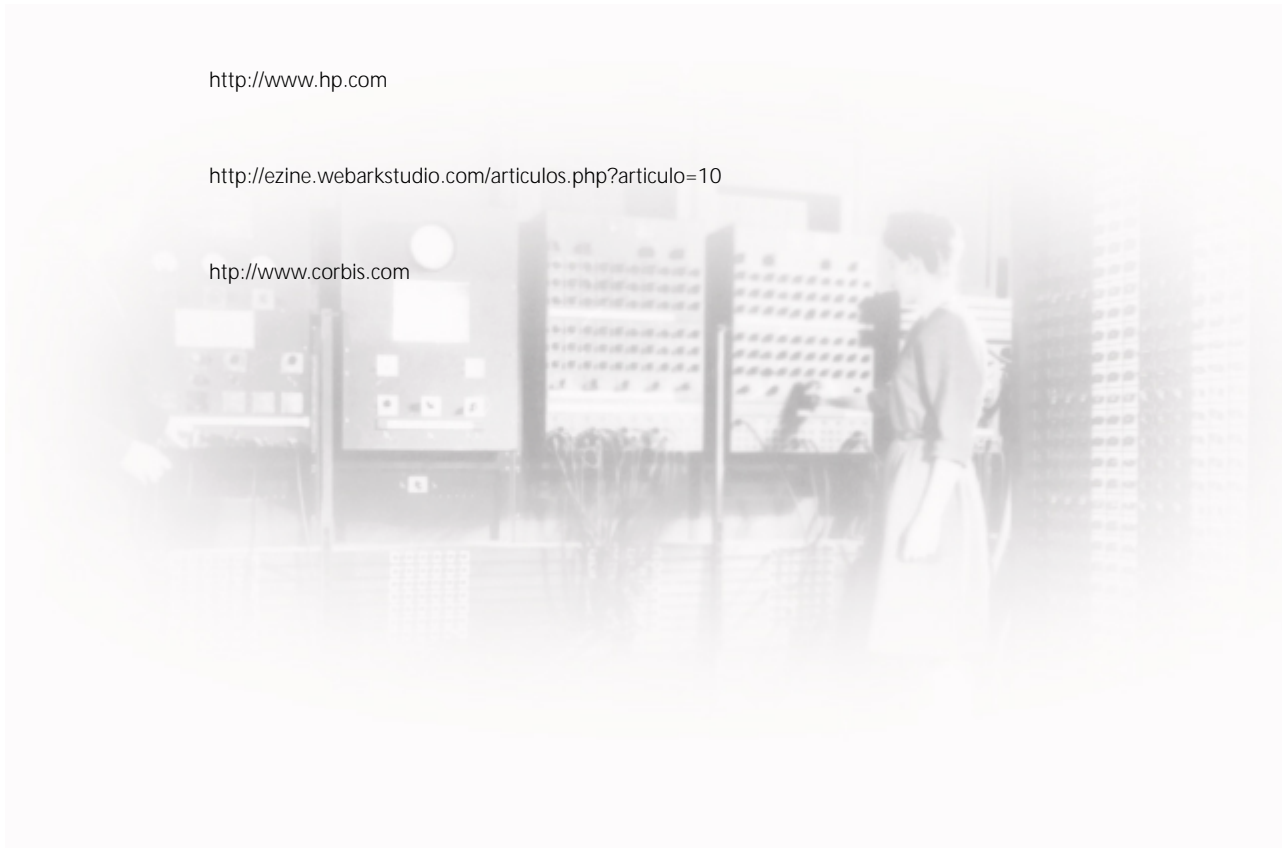 http://www.hp.com
http://ezine.webarkstudio.com/articulos.php?articulo=10
htp://www.corbis.com